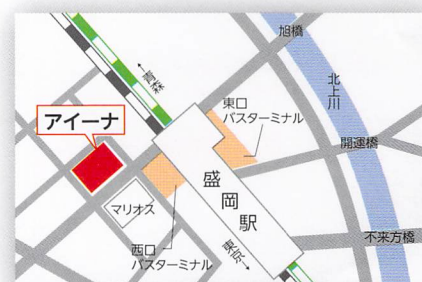 旭橋
北上川
←青森
東口
バスターミナル
アイーナ
開運橋
盛岡駅
マリオス
不来方橋
東京→
西口
バスターミナル